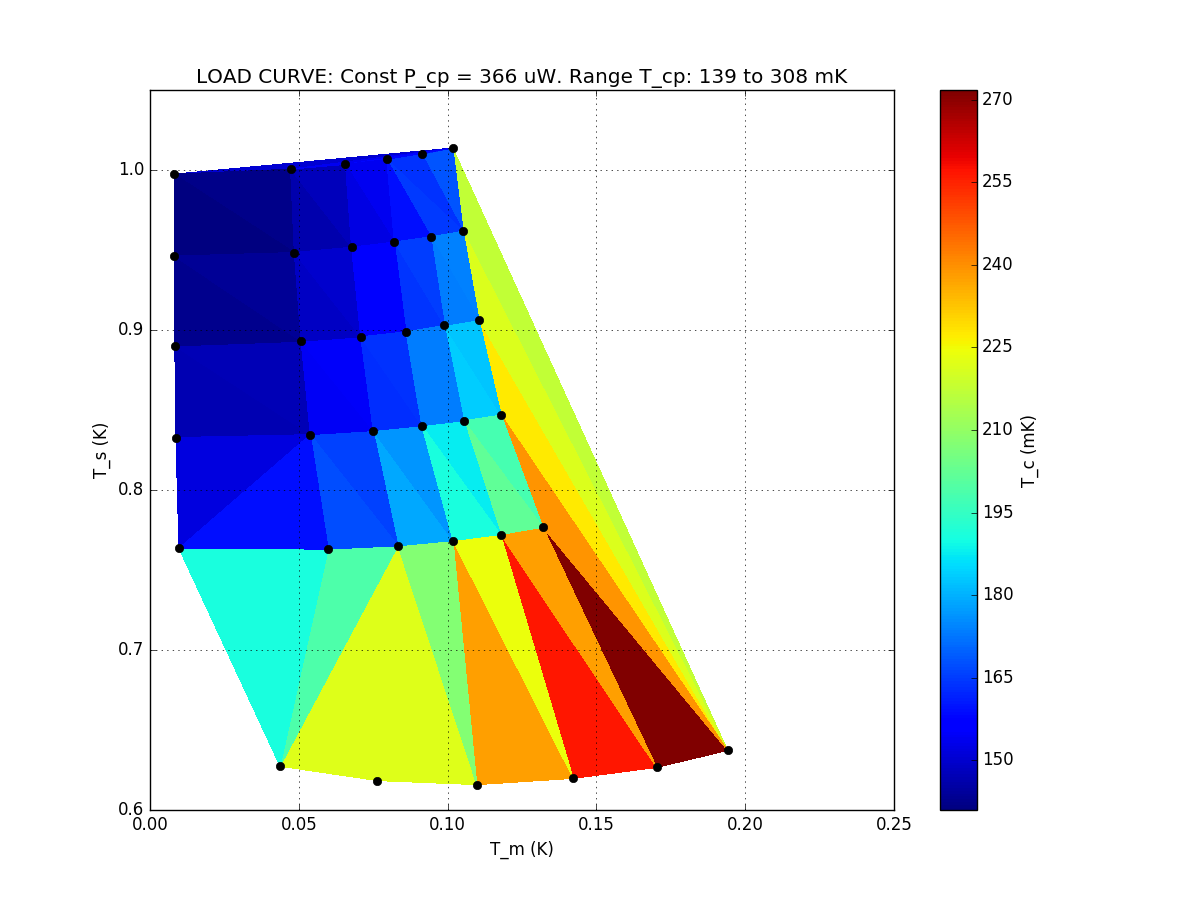 LOAD CURVE: Const P_cp = 366 uW. Range T_cp: 139 to 308 mK
T_s (K)
1.0
0.9
0.8
0.7
0.6
0.00 0.05 0.10 0.15 0.20 0.25
T_m (K)
270
255
240
225
210
195
180
165
150
T_c (mK)